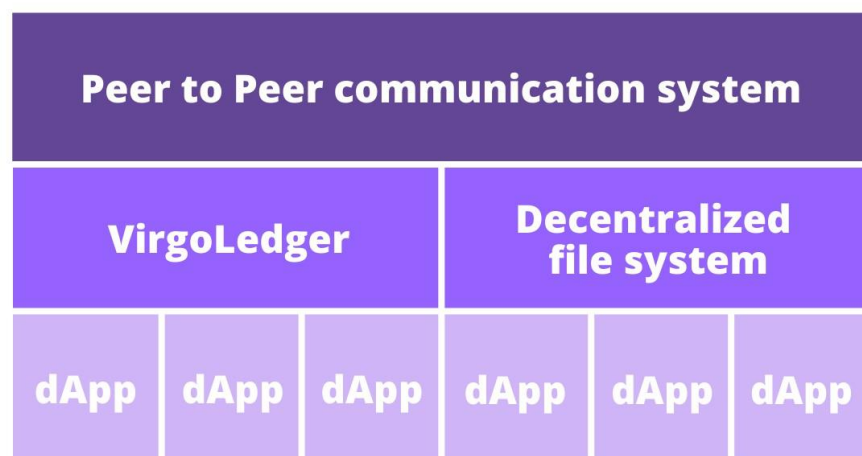 Peer to Peer communication system
VirgoLedger
Decentralized
file system
dApp
dApp
dApp
dApp
dApp
dApp